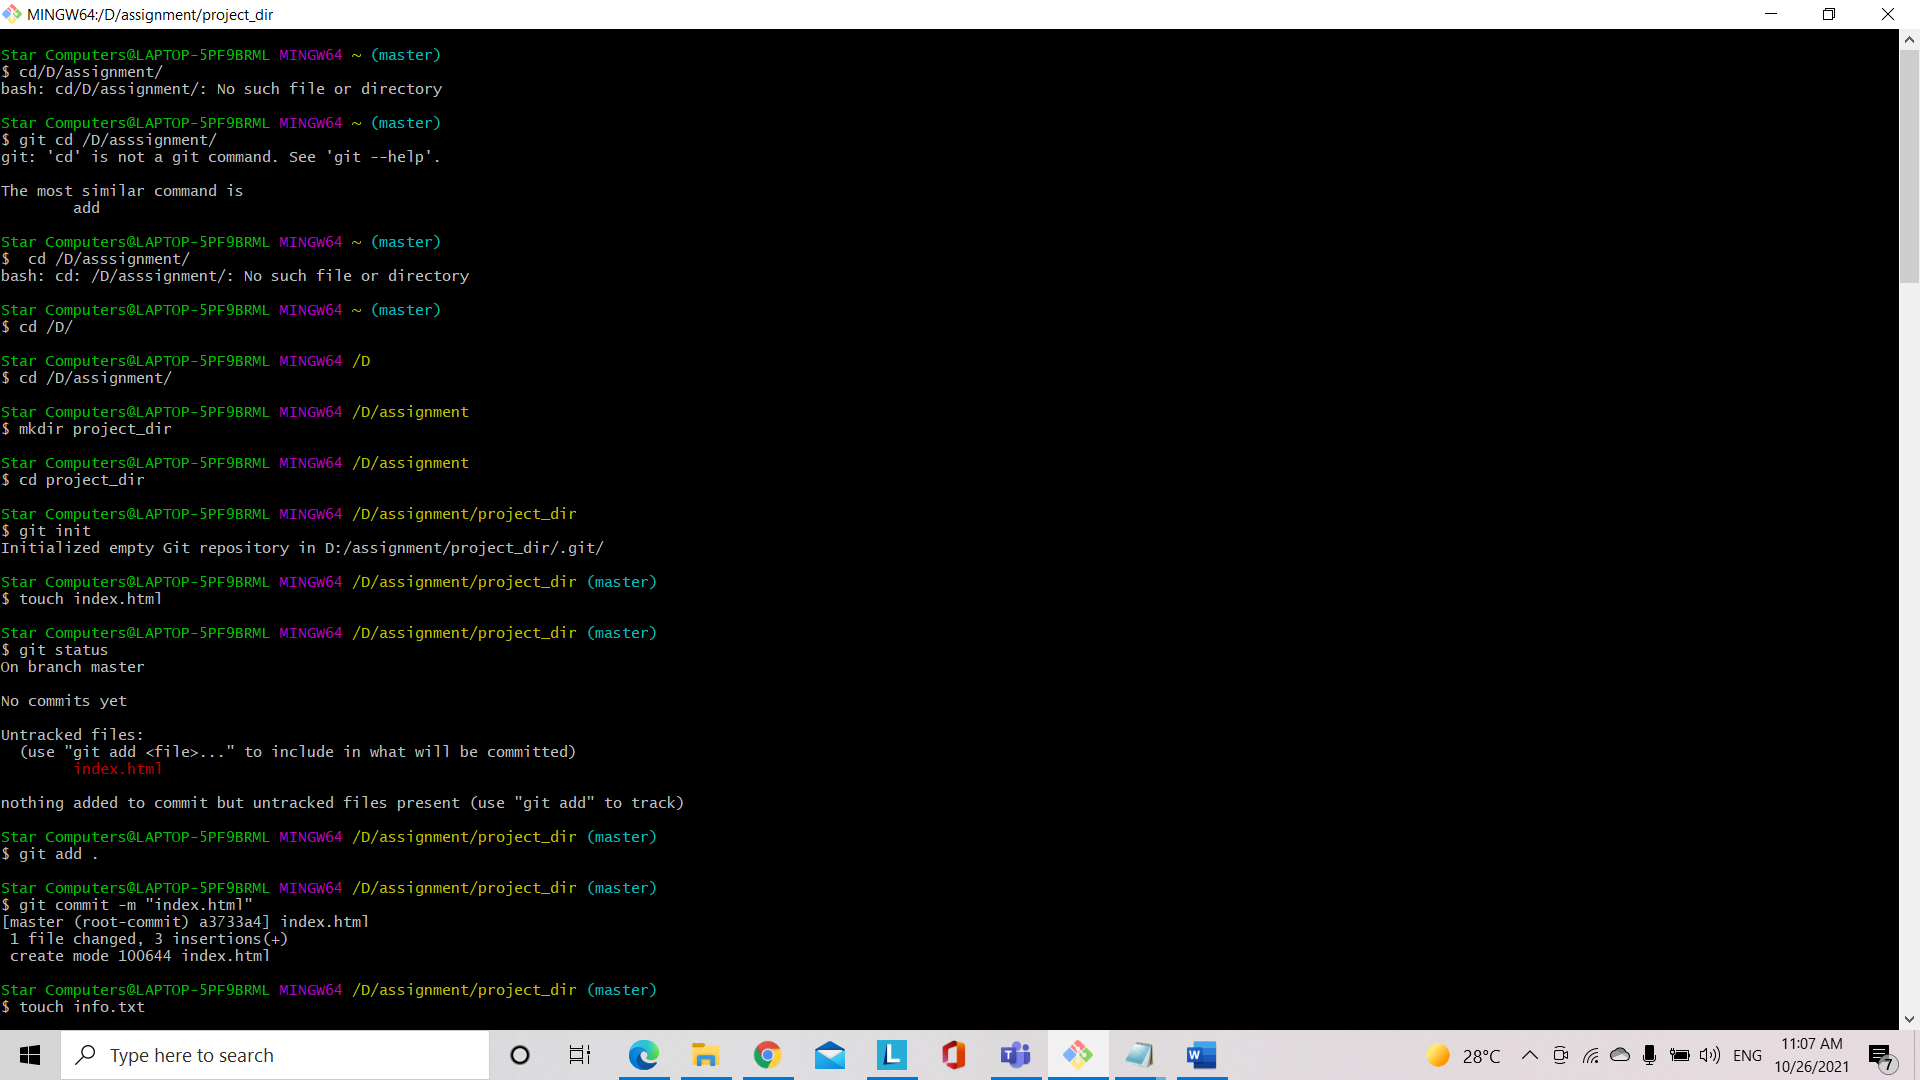 MINGW64:/D/assignment/project_dir
Star Computers@LAPTOP-5PF9BRML MINGW64 ~ (master)
$ cd/D/assignment/
bash: cd/D/assignment/: No such file or directory
Star Computers@LAPTOP-5PF9BRML MINGW64 ~ (master)
$ git cd /D/asssignment/
git: 'cd' is not a git command. See 'git --help'.
The most similar command is
add
Star Computers@LAPTOP-5PF9BRML MINGW64 ~ (master)
$  cd /D/asssignment/
bash: cd: /D/asssignment/: No such file or directory
Star Computers@LAPTOP-5PF9BRML MINGW64 ~ (master)
$ cd /D/
Star Computers@LAPTOP-5PF9BRML MINGW64 /D
$ cd /D/assignment/
Star Computers@LAPTOP-5PF9BRML MINGW64 /D/assignment
$ mkdir project_dir
Star Computers@LAPTOP-5PF9BRML MINGW64 /D/assignment
$ cd project_dir
Star Computers@LAPTOP-5PF9BRML MINGW64 /D/assignment/project_dir
$ git init
Initialized empty Git repository in D:/assignment/project_dir/.git/
Star Computers@LAPTOP-5PF9BRML MINGW64 /D/assignment/project_dir (master)
$ touch index.html
Star Computers@LAPTOP-5PF9BRML MINGW64 /D/assignment/project_dir (master)
$ git status
On branch master
No commits yet
Untracked files:
(use "git add <file>..." to include in what will be committed)
index.html
nothing added to commit but untracked files present (use "git add" to track)
Star Computers@LAPTOP-5PF9BRML MINGW64 /D/assignment/project_dir (master)
$ git add .
Star Computers@LAPTOP-5PF9BRML MINGW64 /D/assignment/project_dir (master)
$ git commit -m "index.html"
[master (root-commit) a3733a4] index.html
1 file changed, 3 insertions(+)
create mode 100644 index.html
Star Computers@LAPTOP-5PF9BRML MINGW64 /D/assignment/project_dir (master)
$ touch info.txt
Type here to search
28°C
ENG
11:07 AM
10/26/2021
7